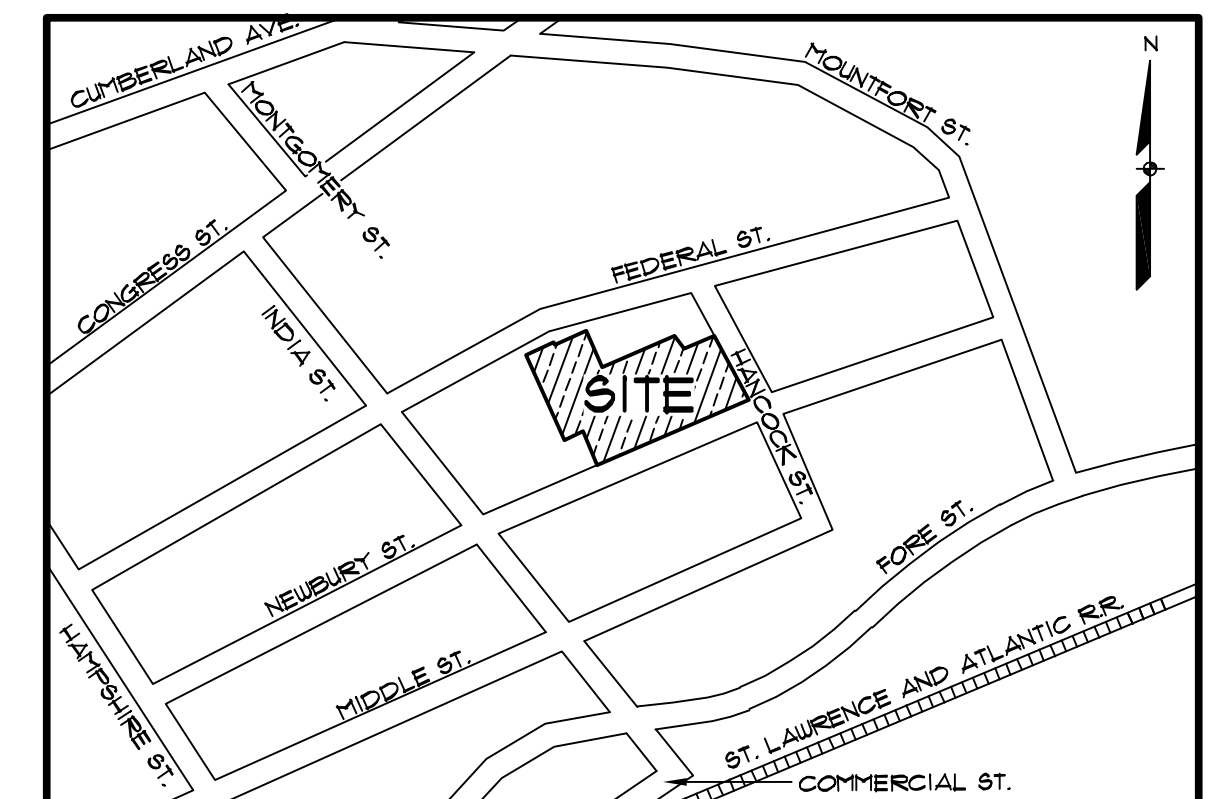 CUMBERLAND AVE.
N
MOUNTFORT ST.
MONTGOMERY ST.
CONGRESS ST.
FEDERAL ST.
INDIA ST.
SITE
HANCOCK ST.
FORE ST.
NEWBURY ST.
HAMPSHIRE ST.
MIDDLE ST.
ST. LAWRENCE AND ATLANTIC R.R.
COMMERCIAL ST.